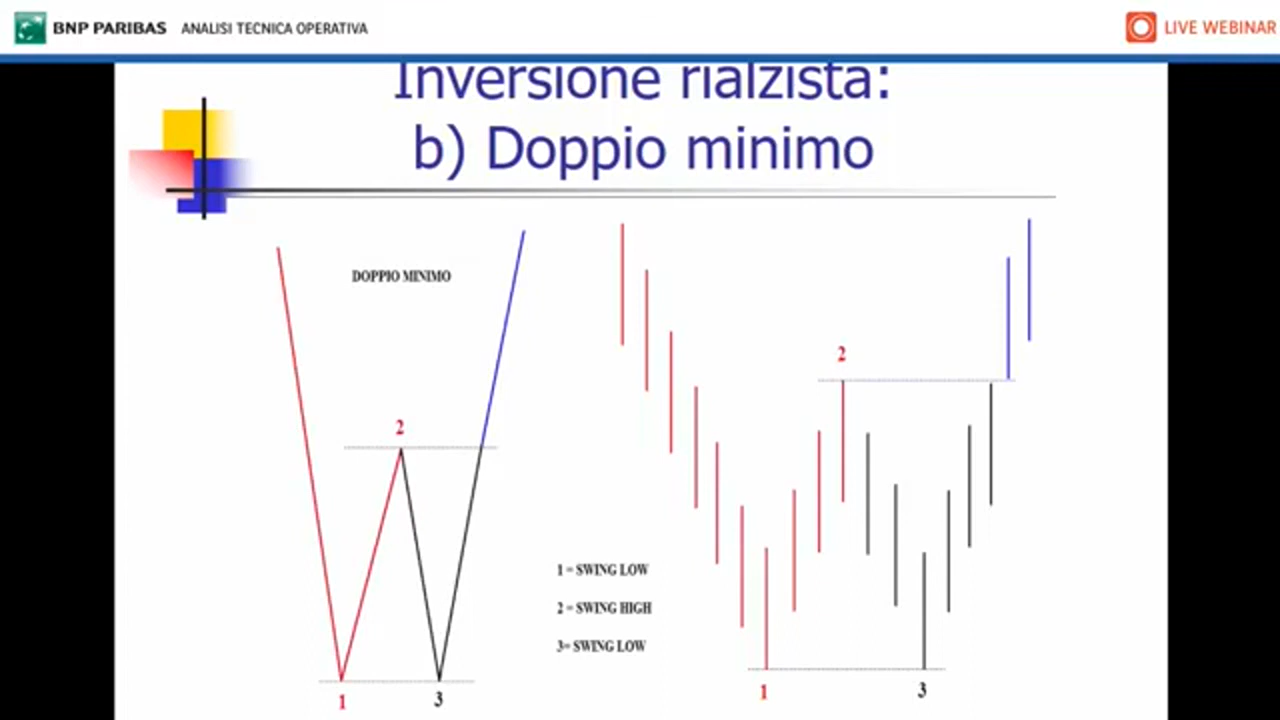 BNP PARIBAS ANALISI TECNICA OPERATIVA
LIVE WEBINAR
Inversione rialzista:
b) Doppio minimo
DOPPIO MINIMO
2
2
1 = SWING LOW
2 = SWING HIGH
3= SWING LOW
1
3
1
3